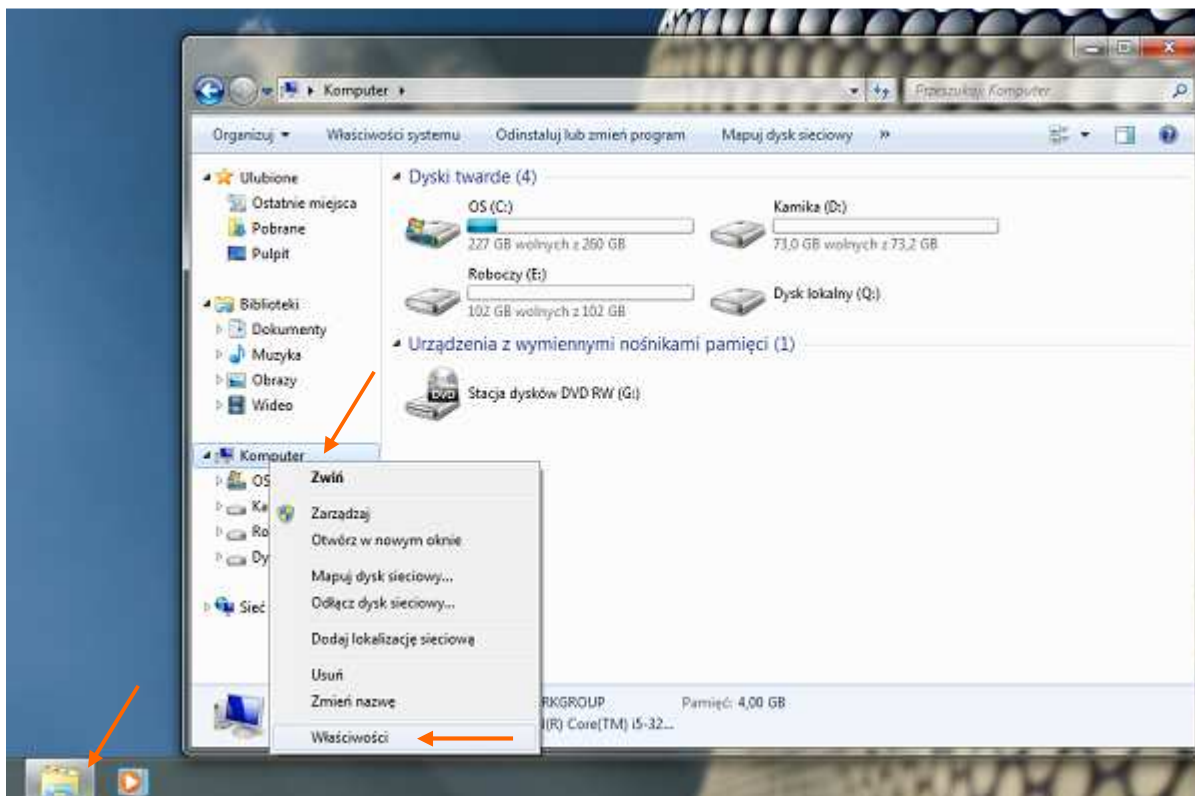 Komputer
Przeszukaj: Komputer
Organizuj
Właściwości systemu
Odinstaluj lub zmień program
Mapuj dysk sieciowy
»
Ulubione
Ostatnie miejsca
Pobrane
Pulpit
Biblioteki
Dokumenty
Muzyka
Obrazy
Wideo
Komputer
OS
Ka
Ro
Dy
Sieć
Dyski twarde (4)
OS (C:)
227 GB wolnych z 260 GB
Kamika (D:)
73,0 GB wolnych z 73,2 GB
Roboczy (E:)
102 GB wolnych z 102 GB
Dysk lokalny (Q:)
Urządzenia z wymiennymi nośnikami pamięci (1)
DVD
Stacja dysków DVD RW (G:)
Zwiń
Zarządzaj
Otwórz w nowym oknie
Mapuj dysk sieciowy...
Odłącz dysk sieciowy...
Dodaj lokalizację sieciową
Usuń
Zmień nazwę
Właściwości
RKGROUP Pamięć: 4,00 GB
l(R) Core(TM) i5-32...